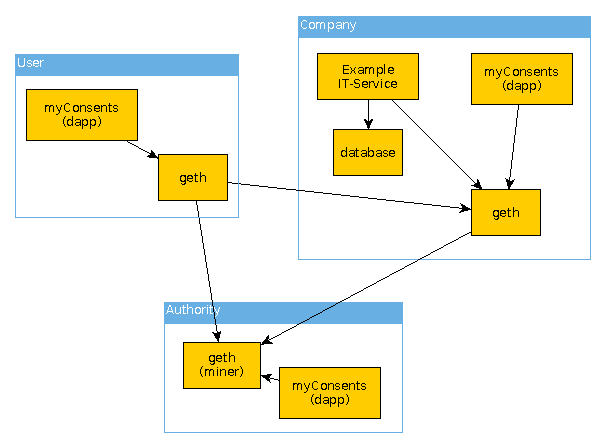 User
myConsents
(dapp)
geth
Company
Example
IT-Service
myConsents
(dapp)
database
geth
Authority
geth
(miner)
myConsents
(dapp)